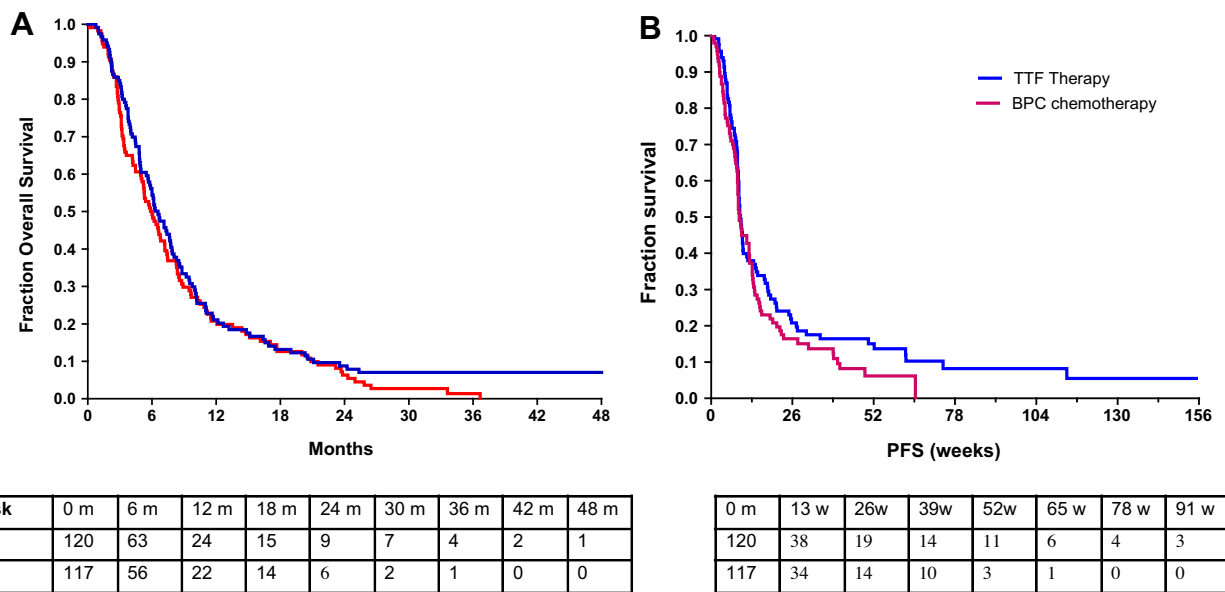 A
1.0
0.9
0.8
0.7
0.6
0.5
0.4
0.3
0.2
0.1
0.0
Fraction Overall Survival
0 6 12 18 24 30 36 42 48
Months
B
1.0
0.9
0.8
0.7
0.6
0.5
0.4
0.3
0.2
0.1
0.0
Fraction survival
TTF Therapy
BPC chemotherapy
0 26 52 78 104 130 156
PFS (weeks)
sk 0 m 6 m 12 m 18 m 24 m 30 m 36 m 42 m 48 m
120 63 24 15 9 7 4 2 1
117 56 22 14 6 2 1 0 0
0 m 13 w 26w 39w 52w 65 w 78 w 91 w
120 38 19 14 11 6 4 3
117 34 14 10 3 1 0 0